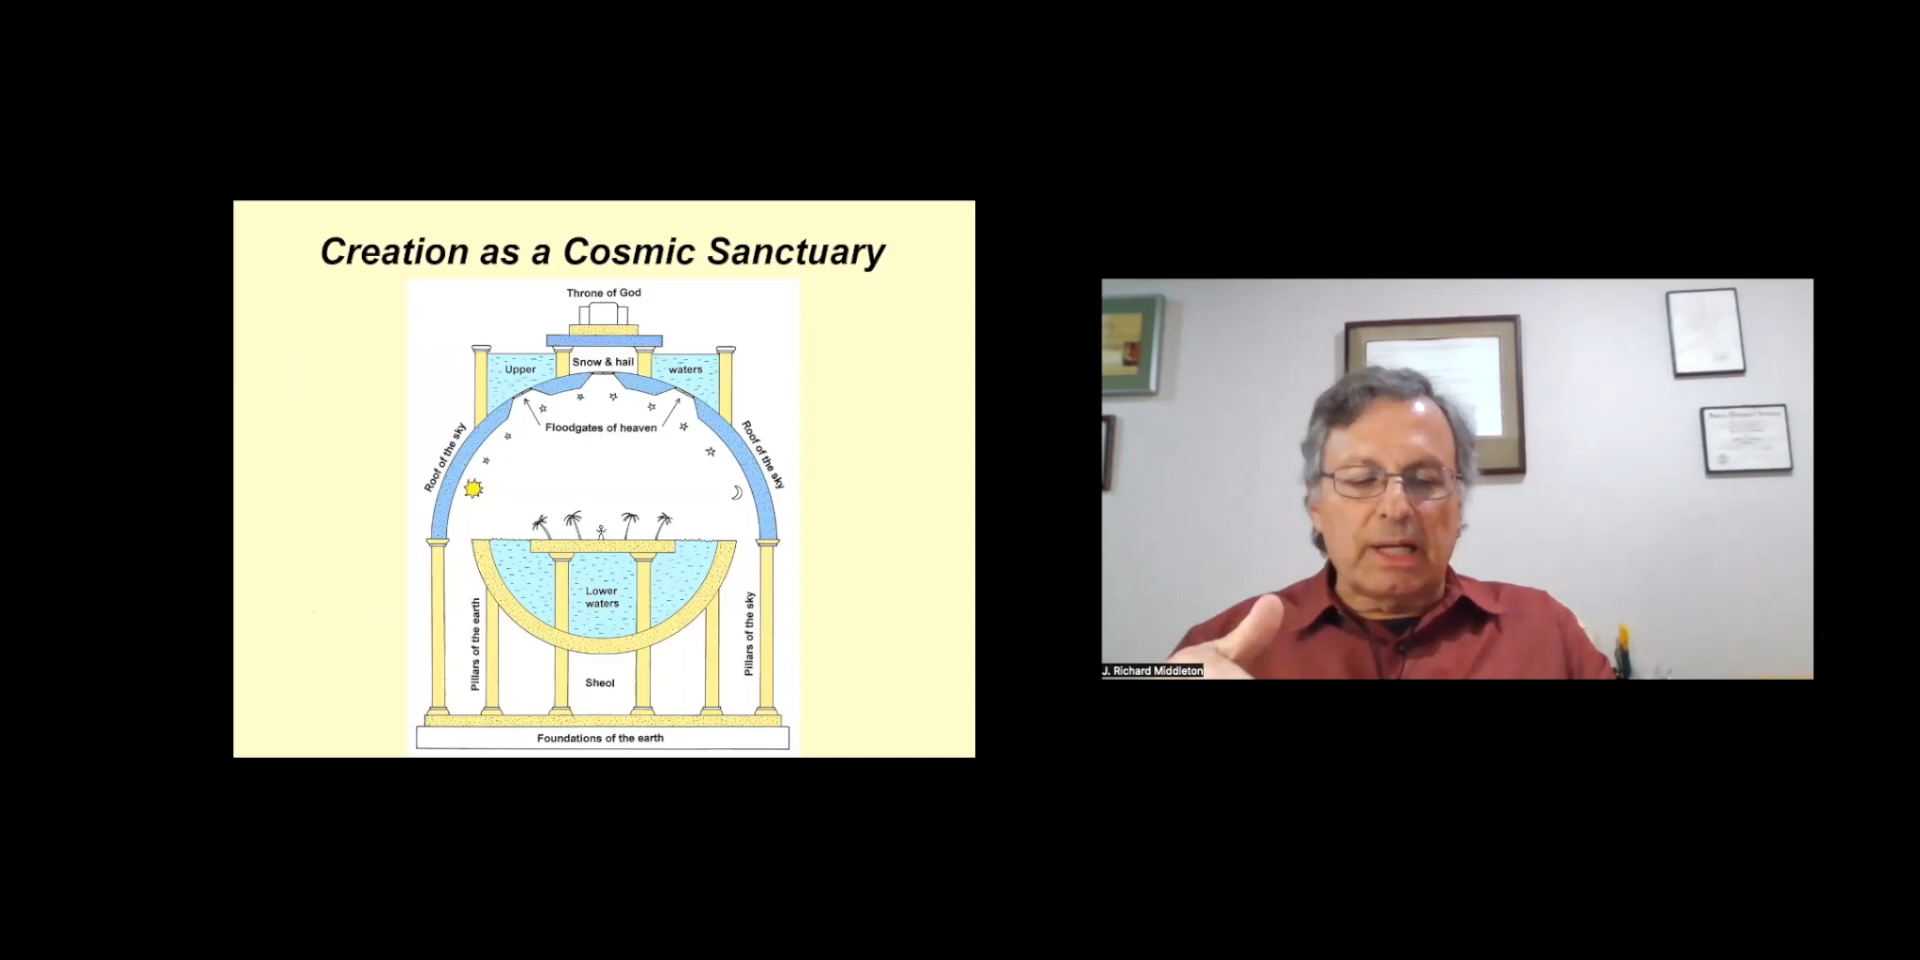 Creation as a Cosmic Sanctuary
Throne of God
Snow & hail
Upper
waters
Floodgates of heaven
Roof of the sky
Roof of the sky
Lower
waters
Pillars of the earth
Pillars of the sky
Sheol
Foundations of the earth
J. Richard Middleton